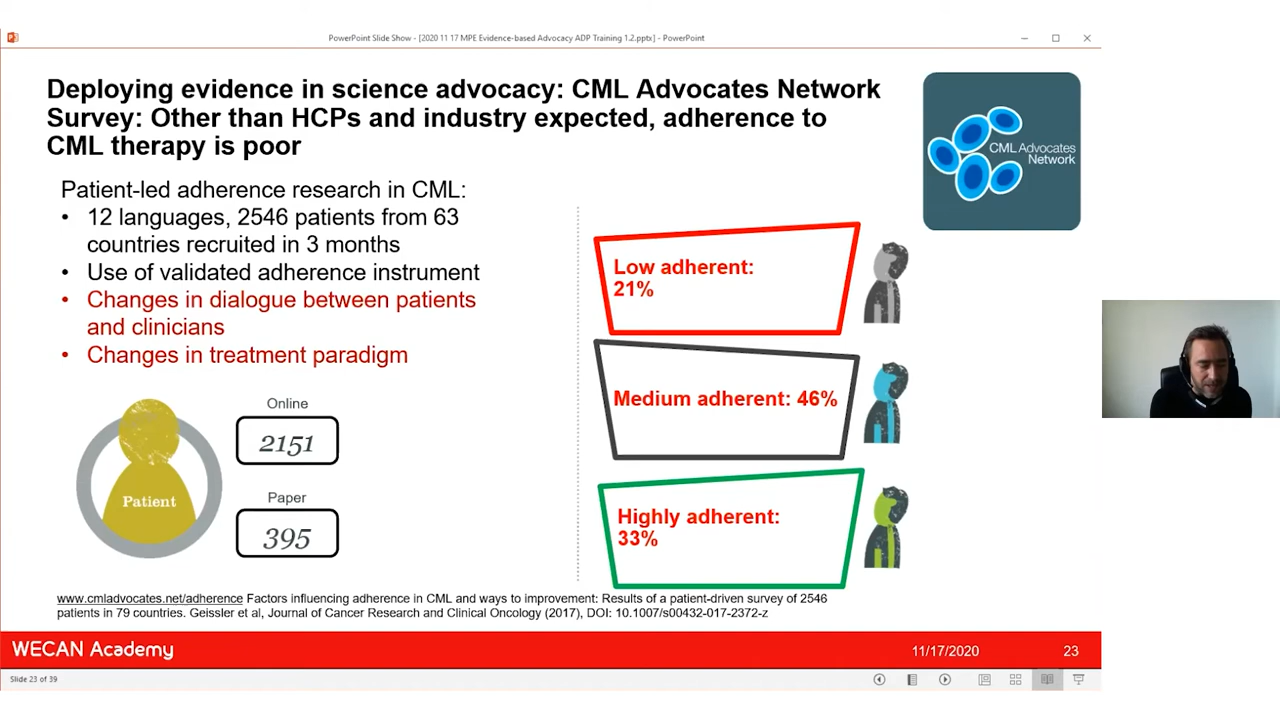 PowerPoint Slide Show - [2020 11 17 MPE Evidence-based Advocacy ADP Training 1.2.pptx] - PowerPoint
Deploying evidence in science advocacy: CML Advocates Network
Survey: Other than HCPs and industry expected, adherence to
CML therapy is poor
CML Advocates
Network
Patient-led adherence research in CML:
• 12 languages, 2546 patients from 63
countries recruited in 3 months
• Use of validated adherence instrument
• Changes in dialogue between patients
and clinicians
• Changes in treatment paradigm
Online
2151
Patient
Paper
395
Low adherent:
21%
Medium adherent: 46%
Highly adherent:
33%
www.cmladvocates.net/adherence Factors influencing adherence in CML and ways to improvement: Results of a patient-driven survey of 2546
patients in 79 countries. Geissler et al, Journal of Cancer Research and Clinical Oncology (2017), DOI: 10.1007/s00432-017-2372-z
WECAN Academy
11/17/2020
23
Slide 23 of 39